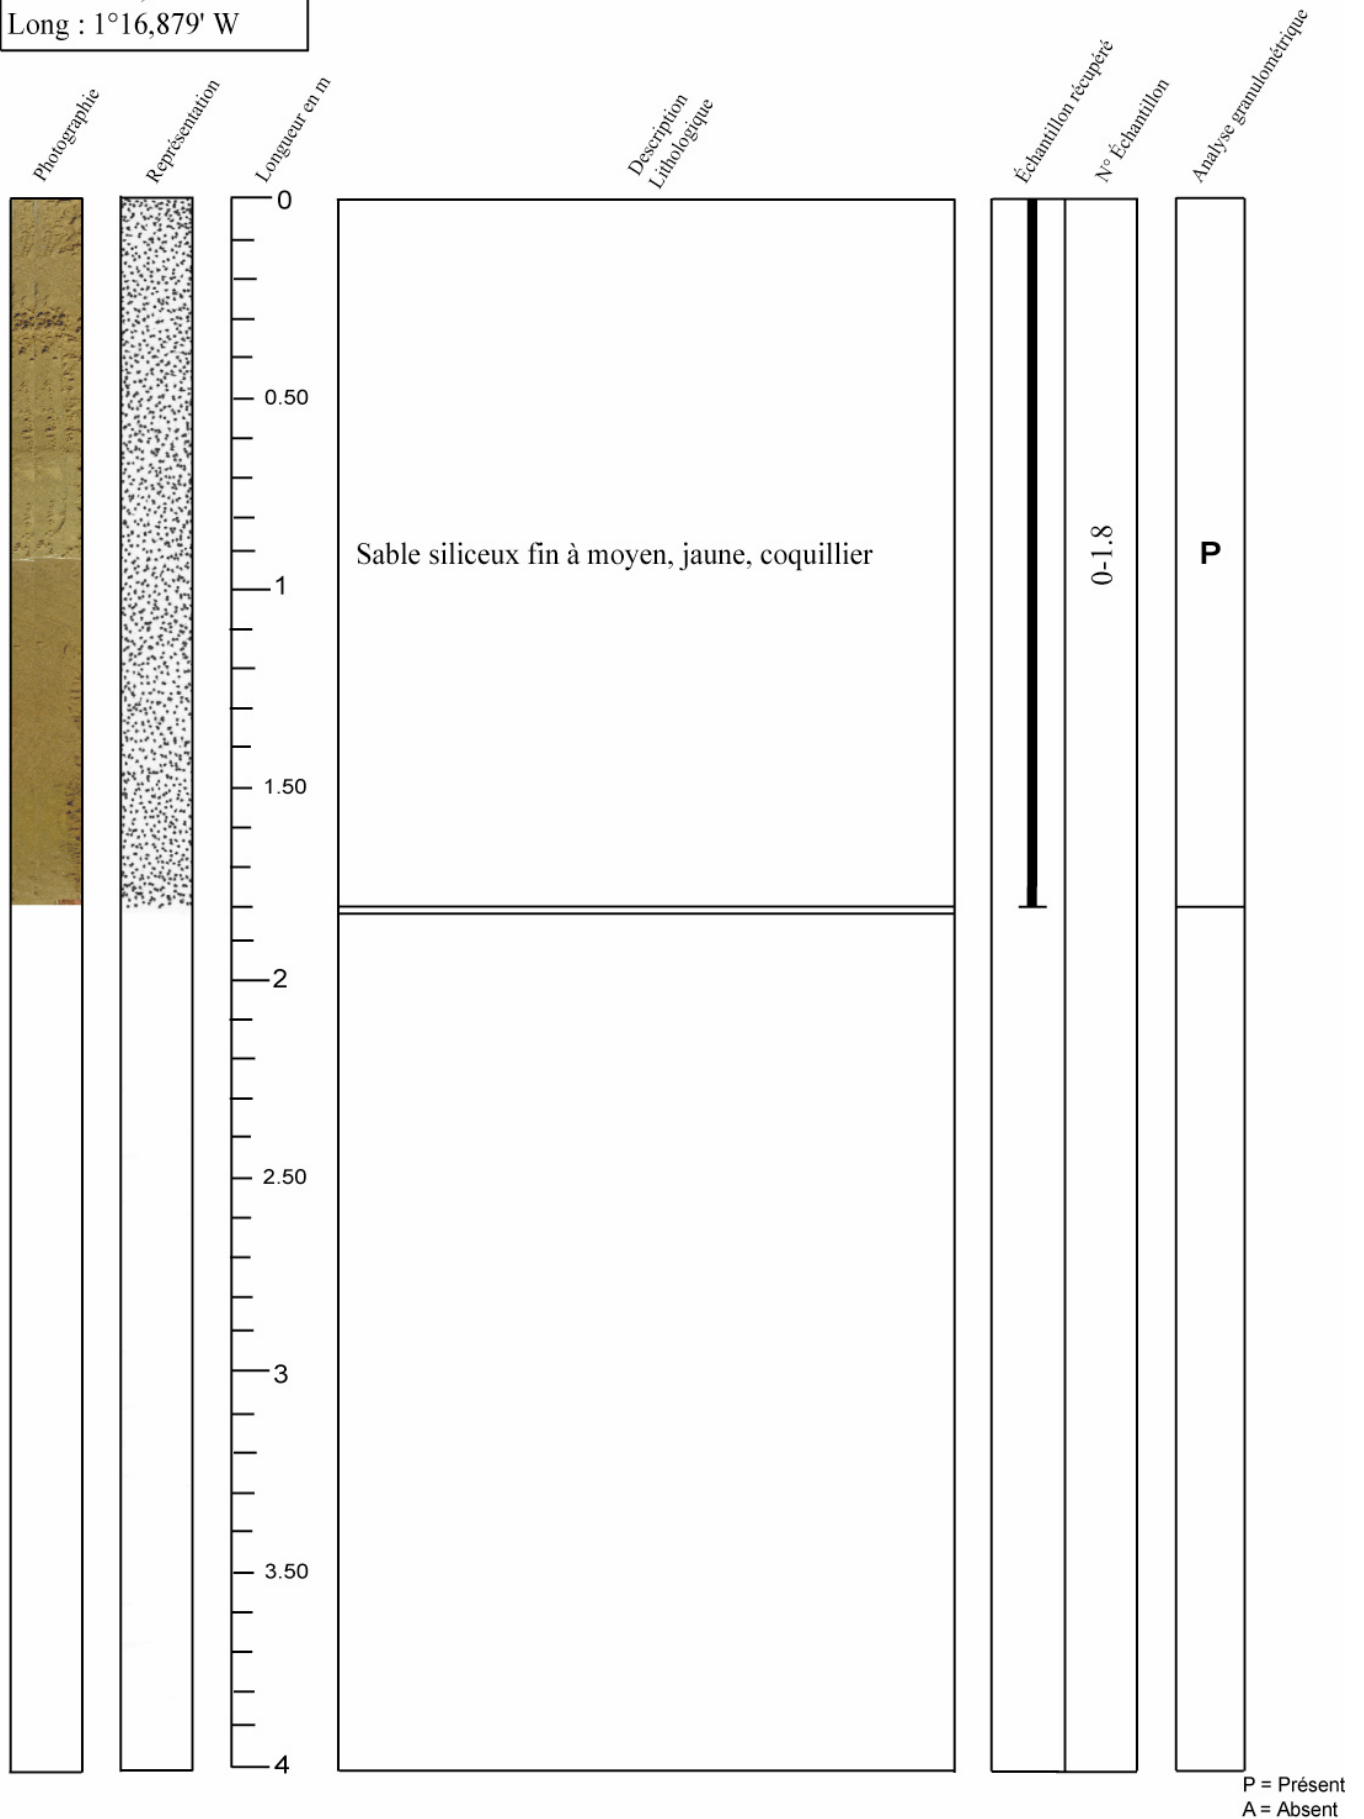 Long : 1°16,879' W
Photographie
Représentation
Longueur en m
Description
Lithologique
Échantillon récupéré
N° Échantillon
Analyse granulométrique
0
0.50
Sable siliceux fin à moyen, jaune, coquillier
0-1.8
P
1
1.50
2
2.50
3
3.50
4
P = Présent
A = Absent